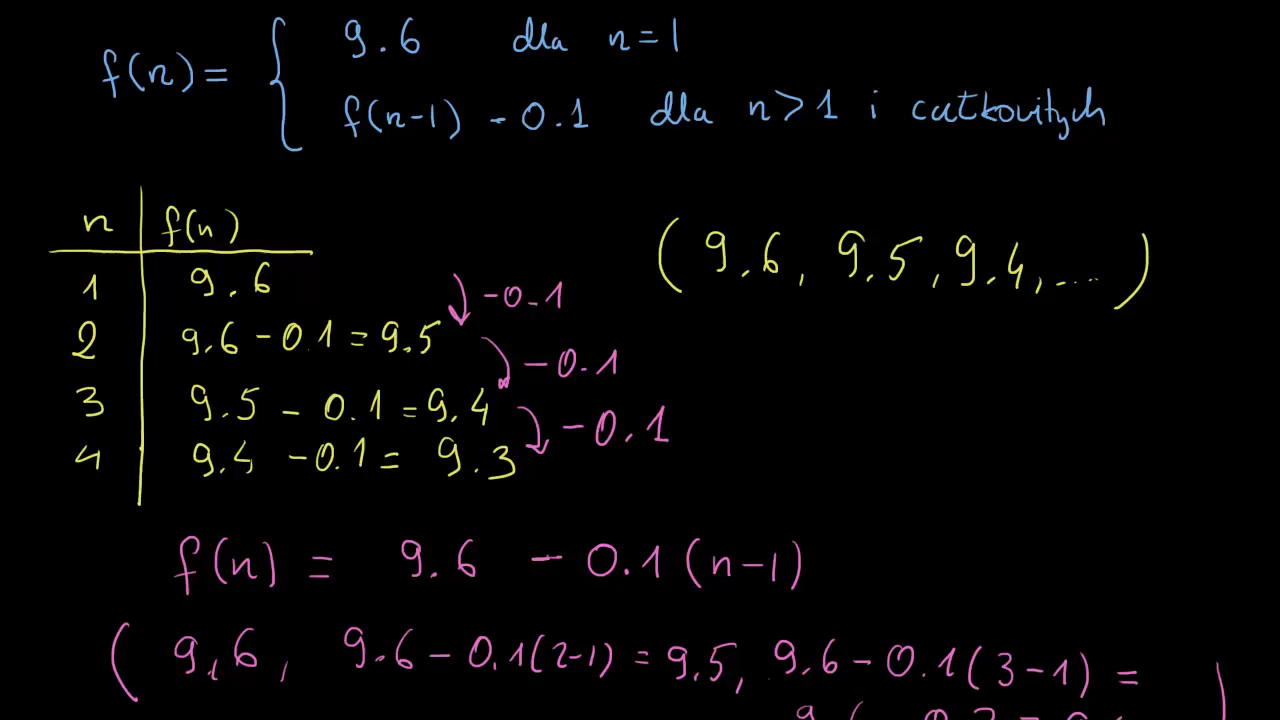 f(n) = { 9.6 dla n = 1
f(n-1) - 0.1 dla n > 1 i całkowitych
n f(n)
( 9.6, 9.5, 9.4, .... )
1 9.6
-0.1
2 9.6 - 0.1 = 9.5
-0.1
3 9.5 - 0.1 = 9.4
-0.1
4 9.4 - 0.1 = 9.3
f(n) = 9.6 - 0.1 (n-1)
( 9,6, 9.6 - 0.1(2-1) = 9.5, 9.6 - 0.1(3-1) = )